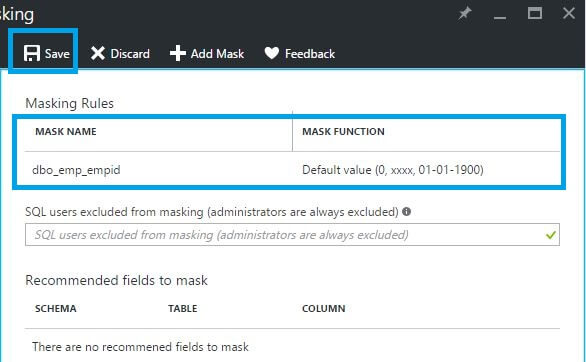 sking
Save Discard Add Mask Feedback
Masking Rules
MASK NAME MASK FUNCTION
dbo_emp_empid Default value (0, xxxx, 01-01-1900)
SQL users excluded from masking (administrators are always excluded)
SQL users excluded from masking (administrators are always excluded)
Recommended fields to mask
SCHEMA TABLE COLUMN
There are no recommened fields to mask